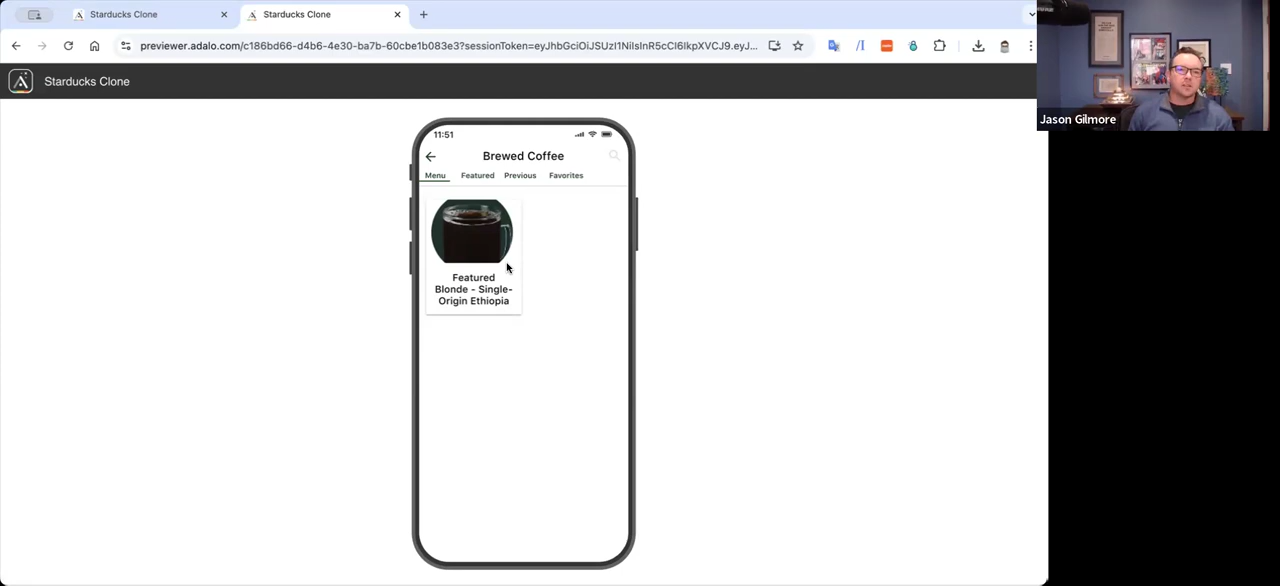 Starducks Clone
Starducks Clone
previewer.adalo.com/c186bd66-d4b6-4e30-ba7b-60cbe1b083e3?sessionToken=eyJhbGciOiJSUzI1NiIsInR5cCI6IkpXVCJ9.eyJ...
Starducks Clone
Jason Gilmore
11:51
Brewed Coffee
Menu Featured Previous Favorites
Featured
Blonde - Single-
Origin Ethiopia